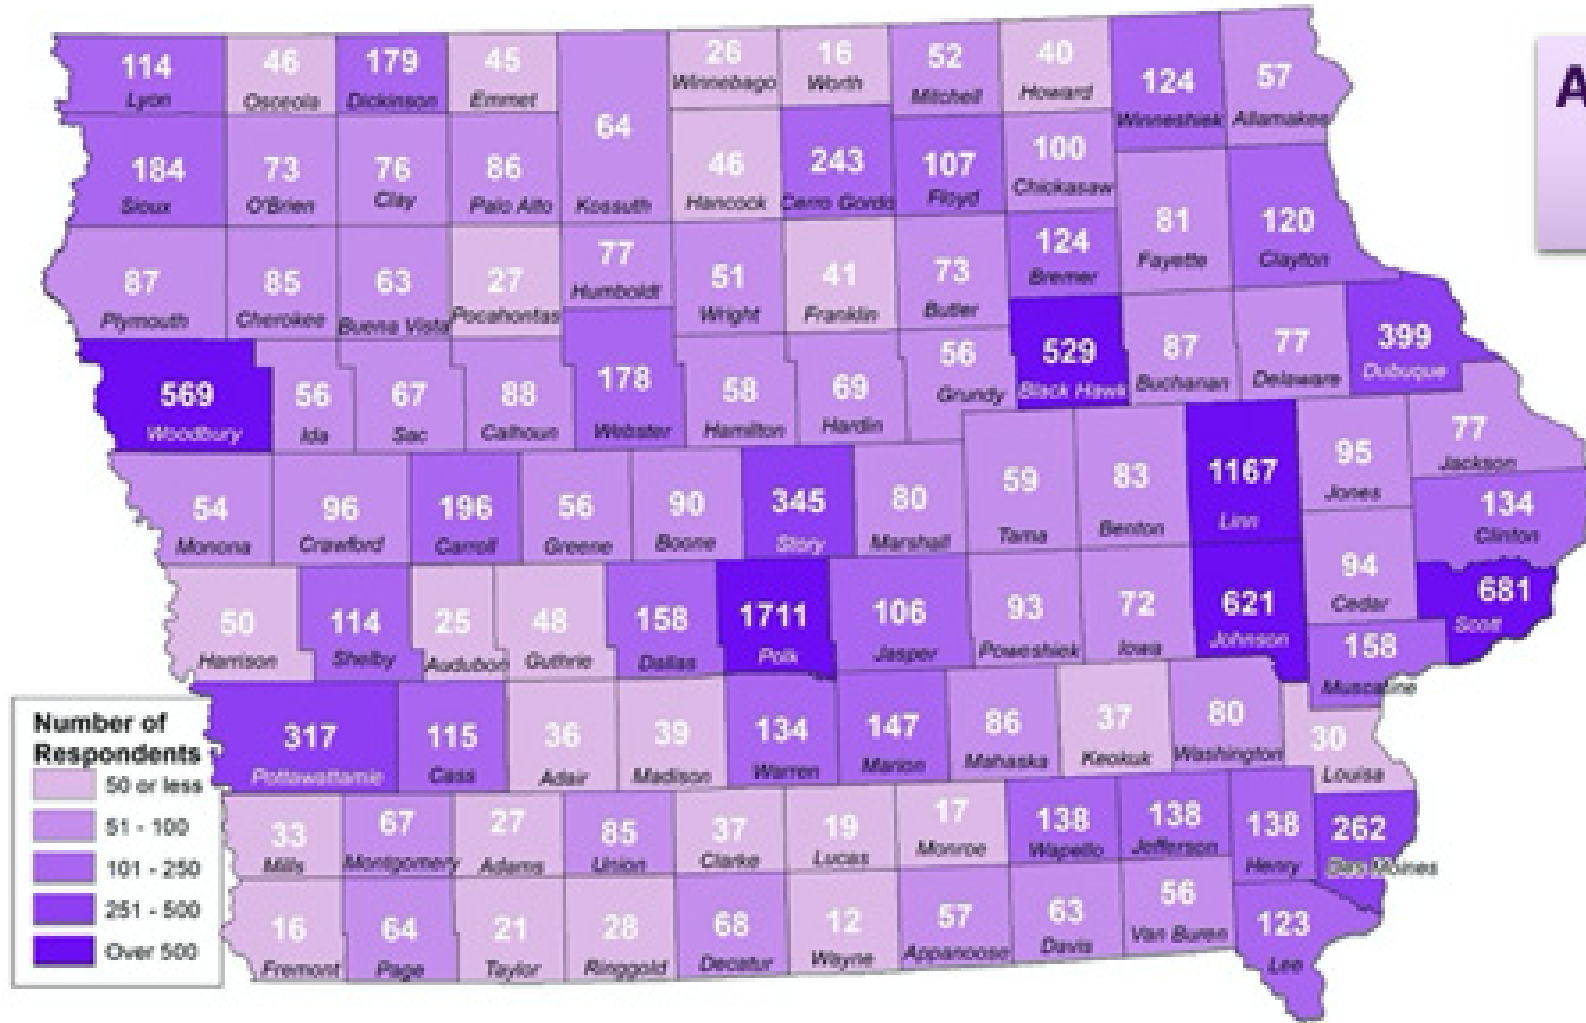 114
Lyon
46
Osceola
179
Dickinson
45
Emmet
64
Kossuth
26
Winnebago
16
Worth
52
Mitchell
40
Howard
124
Winneshiek
57
Allamakee
A
184
Sioux
73
O'Brien
76
Clay
86
Palo Alto
46
Hancock
243
Cerro Gordo
107
Floyd
100
Chickasaw
81
Fayette
120
Clayton
87
Plymouth
85
Cherokee
63
Buena Vista
27
Pocahontas
77
Humboldt
51
Wright
41
Franklin
73
Butler
124
Bremer
569
Woodbury
56
Ida
67
Sac
88
Calhoun
178
Webster
58
Hamilton
69
Hardin
56
Grundy
529
Black Hawk
87
Buchanan
77
Delaware
399
Dubuque
54
Monona
96
Crawford
196
Carroll
56
Greene
90
Boone
345
Story
80
Marshall
59
Tama
83
Benton
1167
Linn
95
Jones
77
Jackson
134
Clinton
50
Harrison
114
Shelby
25
Audubon
48
Guthrie
158
Dallas
1711
Polk
106
Jasper
93
Poweshiek
72
Iowa
621
Johnson
94
Cedar
681
Scott
158
Muscatine
317
Pottawattamie
115
Cass
36
Adair
39
Madison
134
Warren
147
Marion
86
Mahaska
37
Keokuk
80
Washington
30
Louisa
33
Mills
67
Montgomery
27
Adams
85
Union
37
Clarke
19
Lucas
17
Monroe
138
Wapello
138
Jefferson
138
Henry
262
Des Moines
16
Fremont
64
Page
21
Taylor
28
Ringgold
68
Decatur
12
Wayne
57
Appanoose
63
Davis
56
Van Buren
123
Lee
Number of
Respondents
50 or less
51 - 100
101 - 250
251 - 500
Over 500